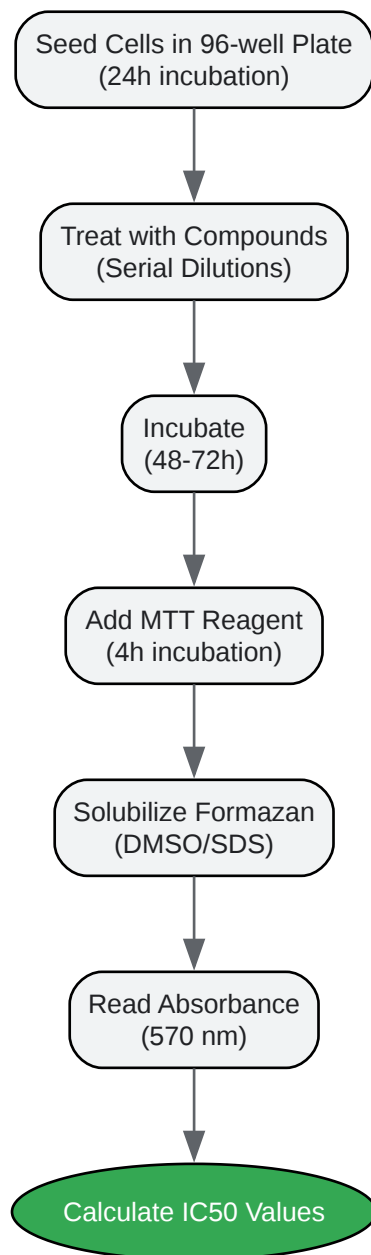 Seed Cells in 96-well Plate
(24h incubation)
Treat with Compounds
(Serial Dilutions)
Incubate
(48-72h)
Add MTT Reagent
(4h incubation)
Solubilize Formazan
(DMSO/SDS)
Read Absorbance
(570 nm)
Calculate IC50 Values